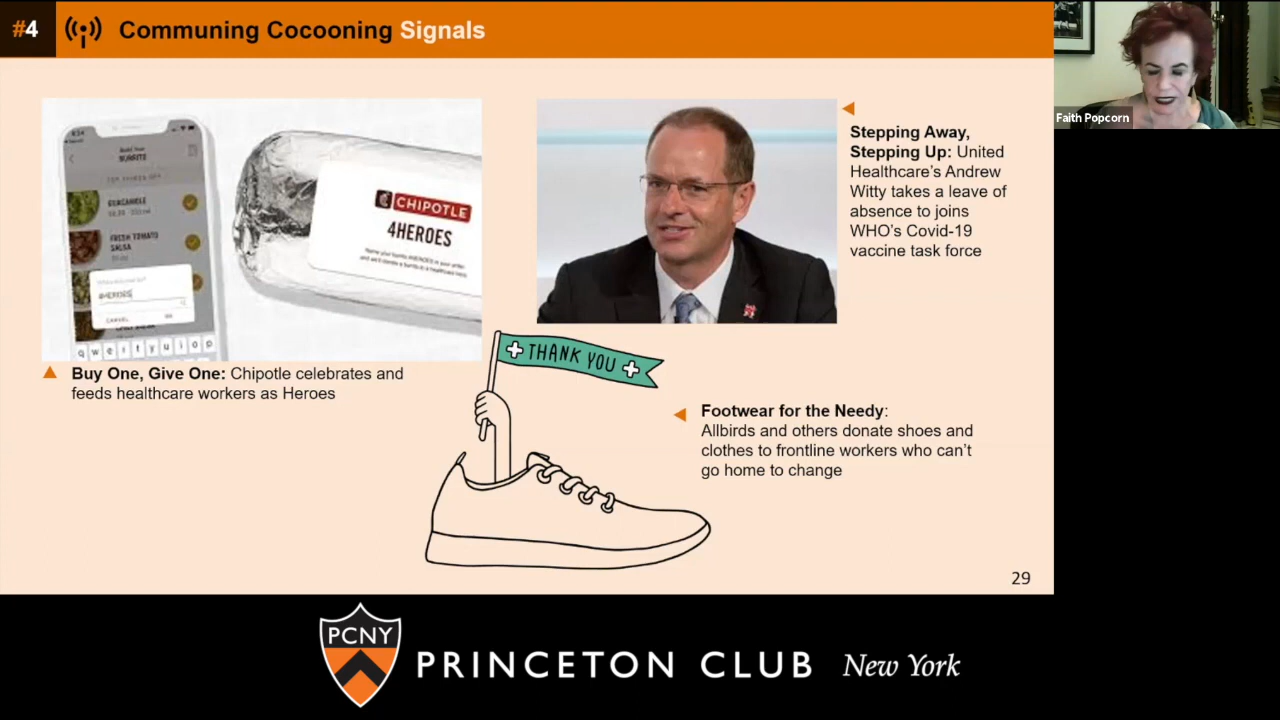 #4
Communing Cocooning Signals
Faith Popcorn
BURRITO
GUACAMOLE
FRESH TOMATO
SALSA
#4HEROES
CANCEL
q w e r t y u i o p
CHIPOTLE
4HEROES
Stepping Away,
Stepping Up: United
Healthcare's Andrew
Witty takes a leave of
absence to joins
WHO's Covid-19
vaccine task force
Buy One, Give One: Chipotle celebrates and
feeds healthcare workers as Heroes
THANK YOU
Footwear for the Needy:
Allbirds and others donate shoes and
clothes to frontline workers who can't
go home to change
29
PCNY
PRINCETON CLUB New York